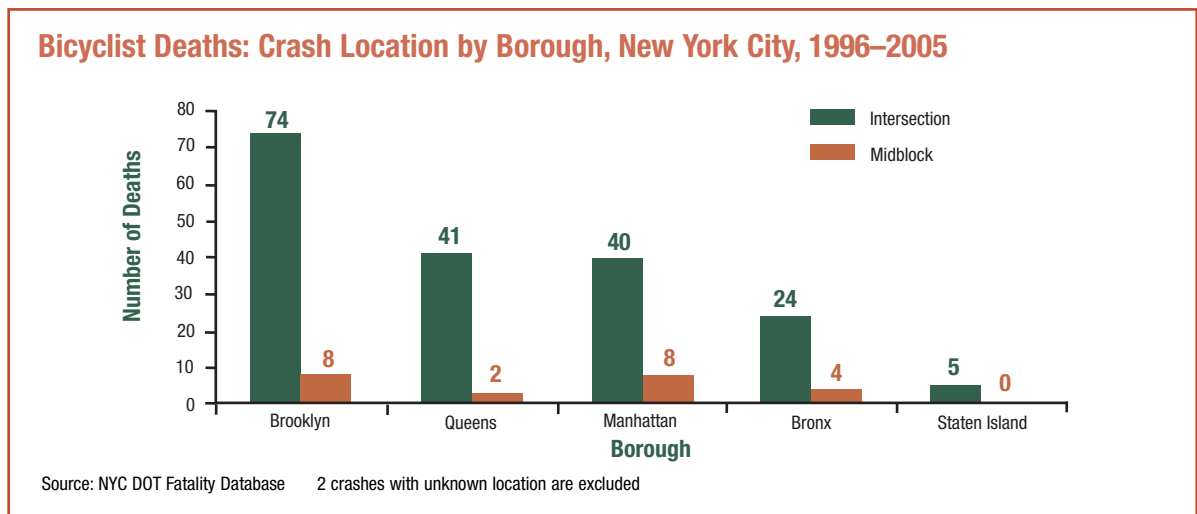 Bicyclist Deaths: Crash Location by Borough, New York City, 1996–2005
Number of Deaths
80
70
60
50
40
30
20
10
0
74
8
41
2
40
8
24
4
5
0
Intersection
Midblock
Brooklyn
Queens
Manhattan
Bronx
Staten Island
Borough
Source: NYC DOT Fatality Database 2 crashes with unknown location are excluded